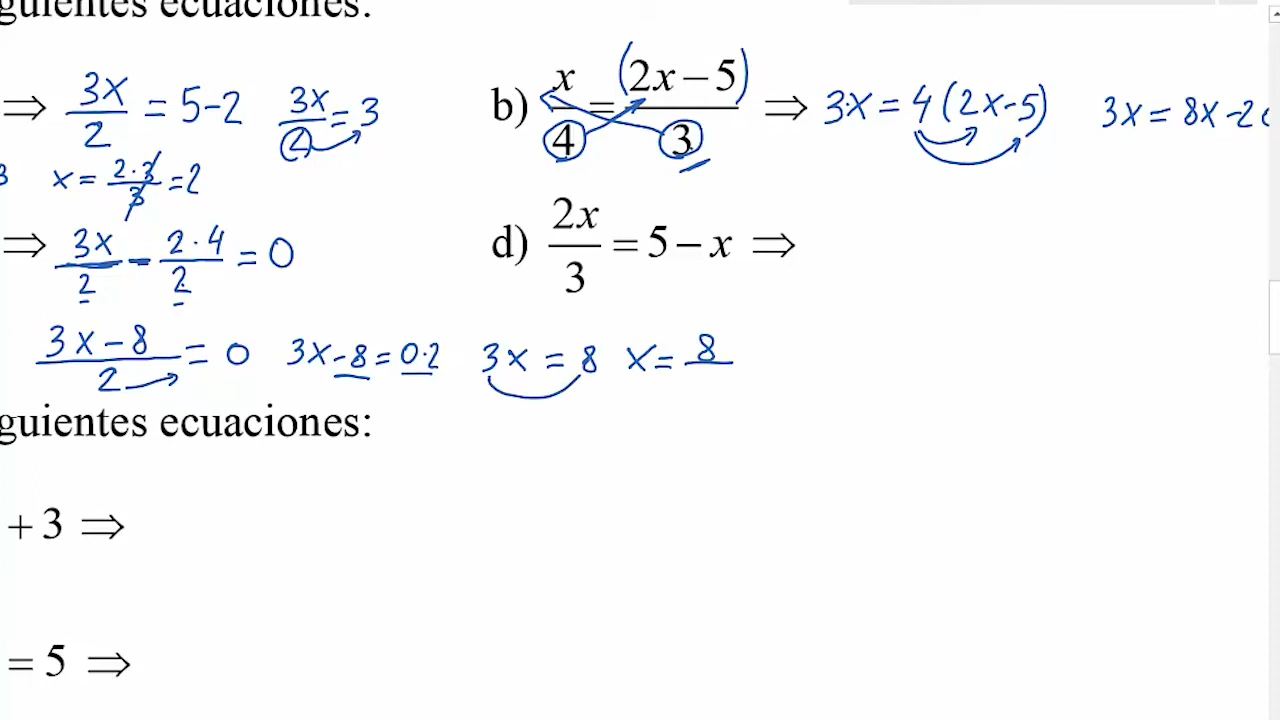 guientes ecuaciones:
⇒ 3x/2 = 5-2 3x/2 = 3
x = 2·3/3 = 2
b) x/4 = (2x-5)/3 ⇒ 3·x = 4(2x-5) 3x = 8x-20
⇒ 3x/2 - 2·4/2 = 0
d) 2x/3 = 5-x ⇒
3x-8/2 = 0 3x-8 = 0·2 3x = 8 x = 8/
guientes ecuaciones:
+3 ⇒
= 5 ⇒